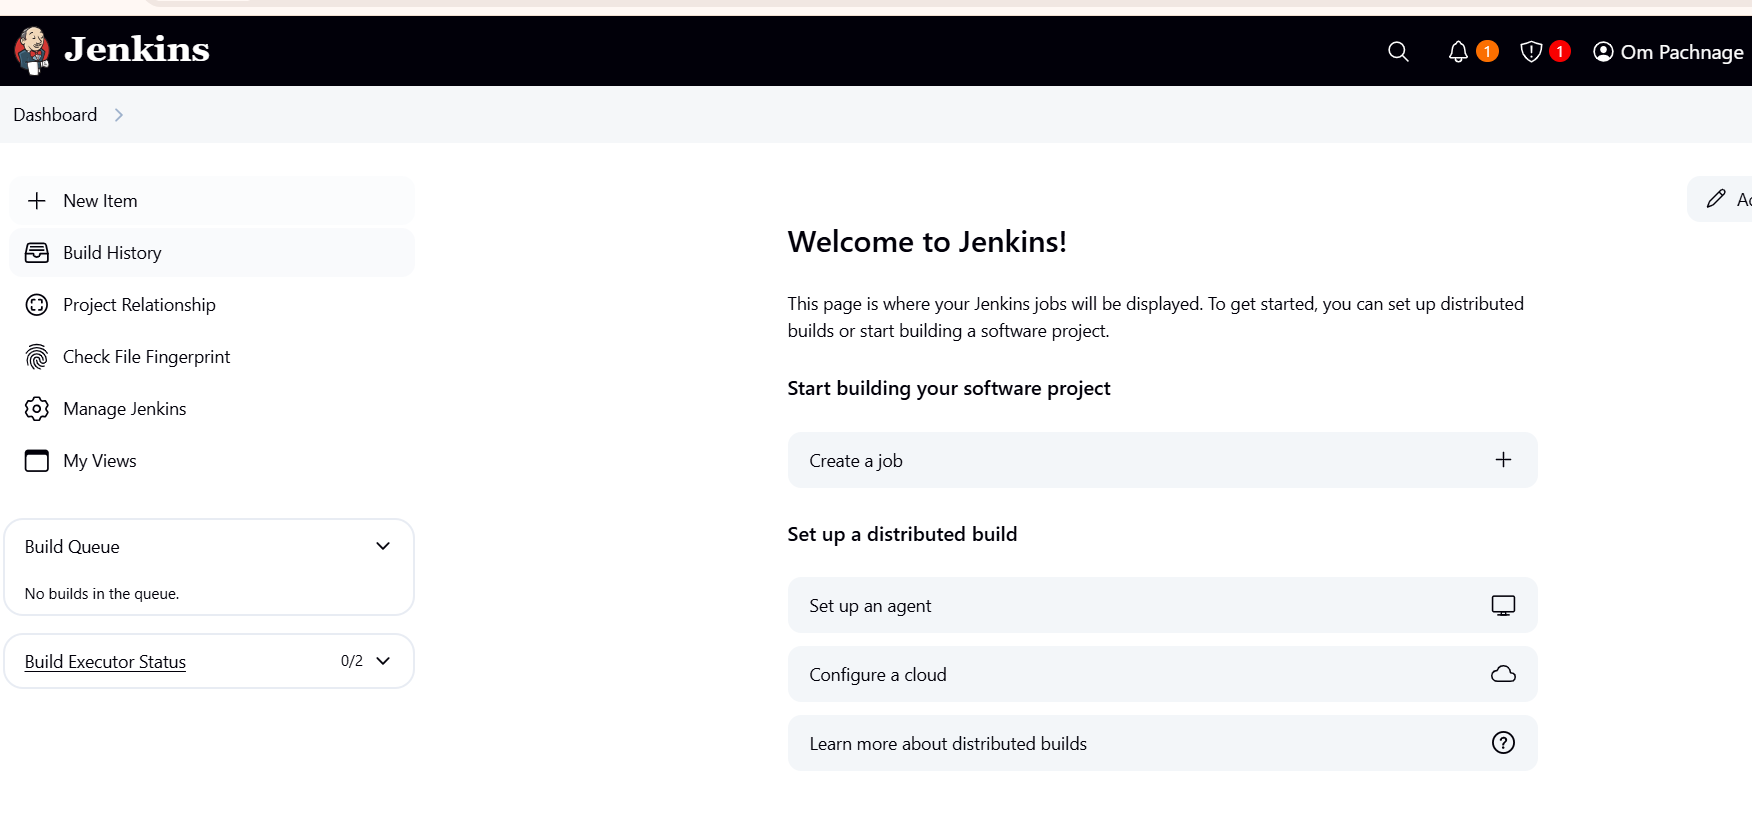 Jenkins
1
1
Om Pachnage
Dashboard
New Item
Build History
Project Relationship
Check File Fingerprint
Manage Jenkins
My Views
Build Queue
No builds in the queue.
Build Executor Status
0/2
Welcome to Jenkins!
This page is where your Jenkins jobs will be displayed. To get started, you can set up distributed
builds or start building a software project.
Start building your software project
Create a job
Set up a distributed build
Set up an agent
Configure a cloud
Learn more about distributed builds